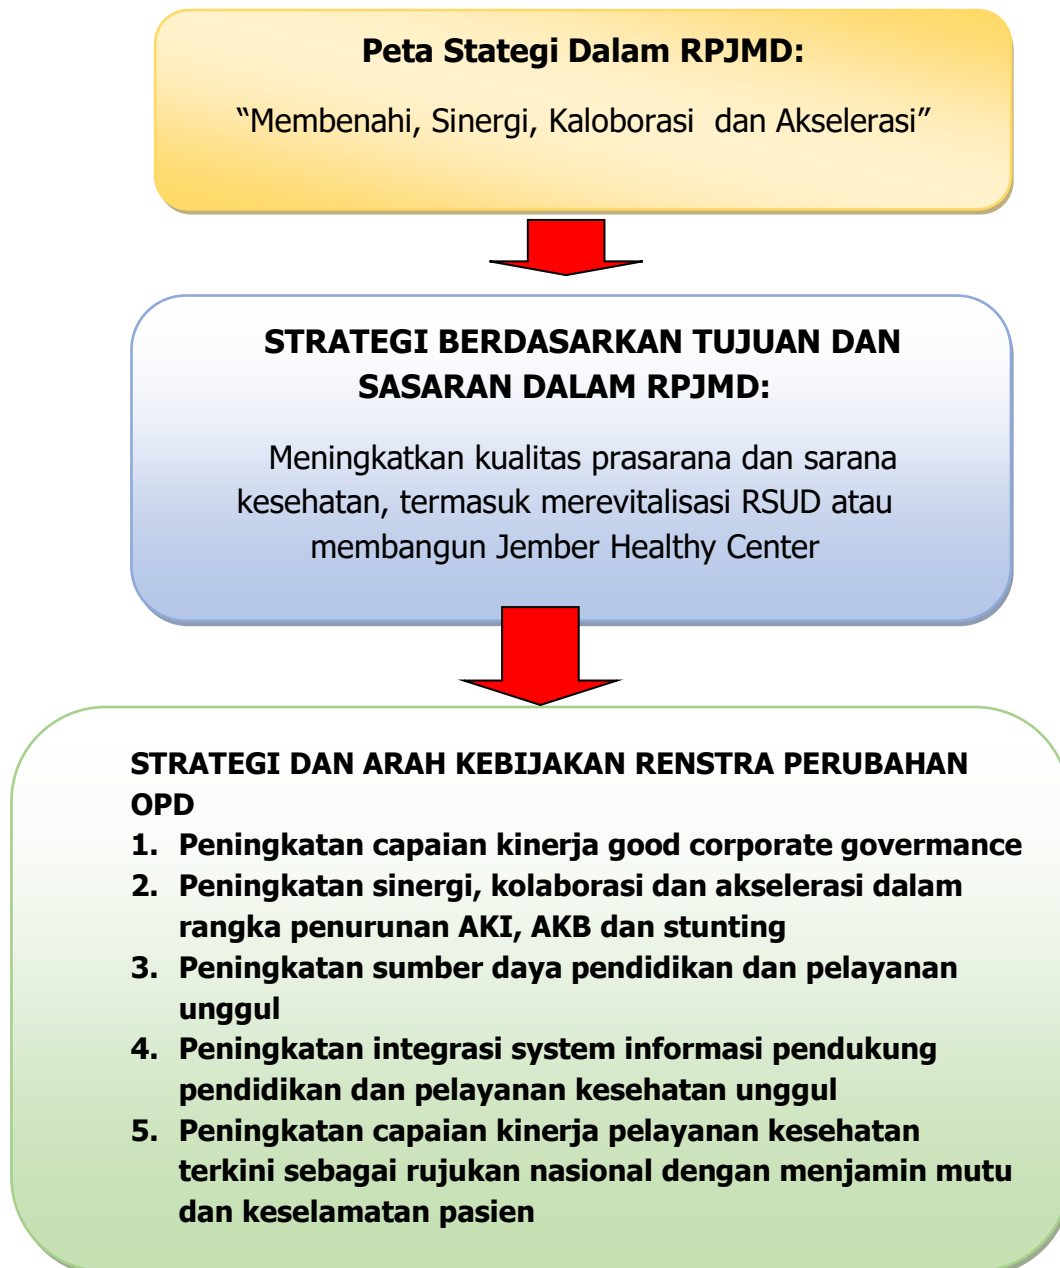 Peta Stategi Dalam RPJMD:
“Membenahi, Sinergi, Kaloborasi dan Akselerasi”
STRATEGI BERDASARKAN TUJUAN DAN
SASARAN DALAM RPJMD:
Meningkatkan kualitas prasarana dan sarana
kesehatan, termasuk merevitalisasi RSUD atau
membangun Jember Healthy Center
STRATEGI DAN ARAH KEBIJAKAN RENSTRA PERUBAHAN
OPD
1. Peningkatan capaian kinerja good corporate govermance
2. Peningkatan sinergi, kolaborasi dan akselerasi dalam
rangka penurunan AKI, AKB dan stunting
3. Peningkatan sumber daya pendidikan dan pelayanan
unggul
4. Peningkatan integrasi system informasi pendukung
pendidikan dan pelayanan kesehatan unggul
5. Peningkatan capaian kinerja pelayanan kesehatan
terkini sebagai rujukan nasional dengan menjamin mutu
dan keselamatan pasien